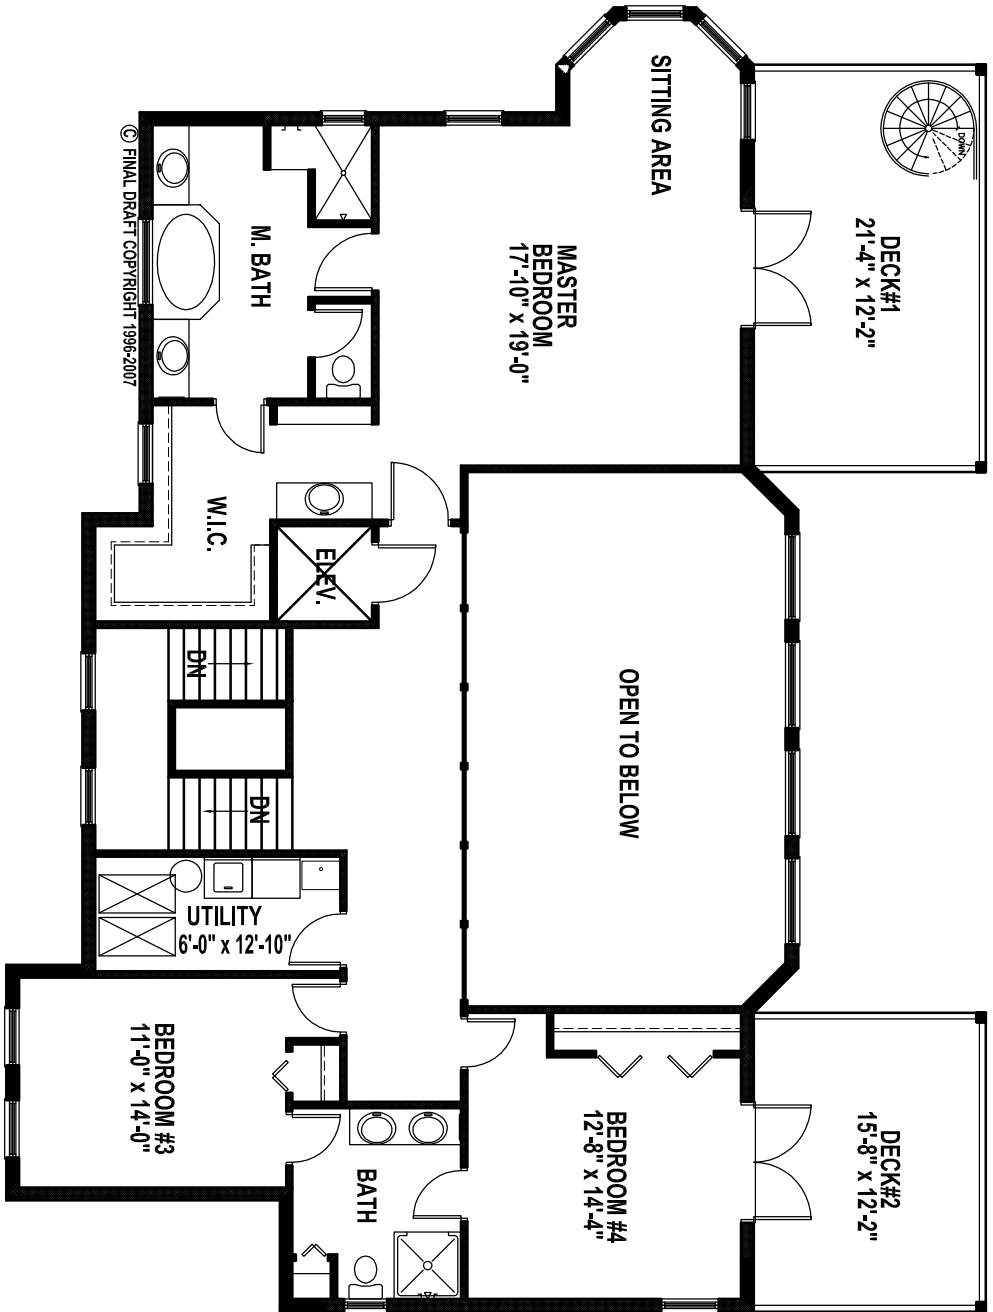 SITTING AREA
DOWN
DECK#1
21'-4" x 12'-2"
MASTER
BEDROOM
17'-10" x 19'-0"
M. BATH
© FINAL DRAFT COPYRIGHT 1996-2007
W.I.C.
ELEV.
DN
OPEN TO BELOW
DN
UTILITY
6'-0" x 12'-10"
BEDROOM #3
11'-0" x 14'-0"
BATH
BEDROOM #4
12'-8" x 14'-4"
DECK#2
15'-8" x 12'-2"